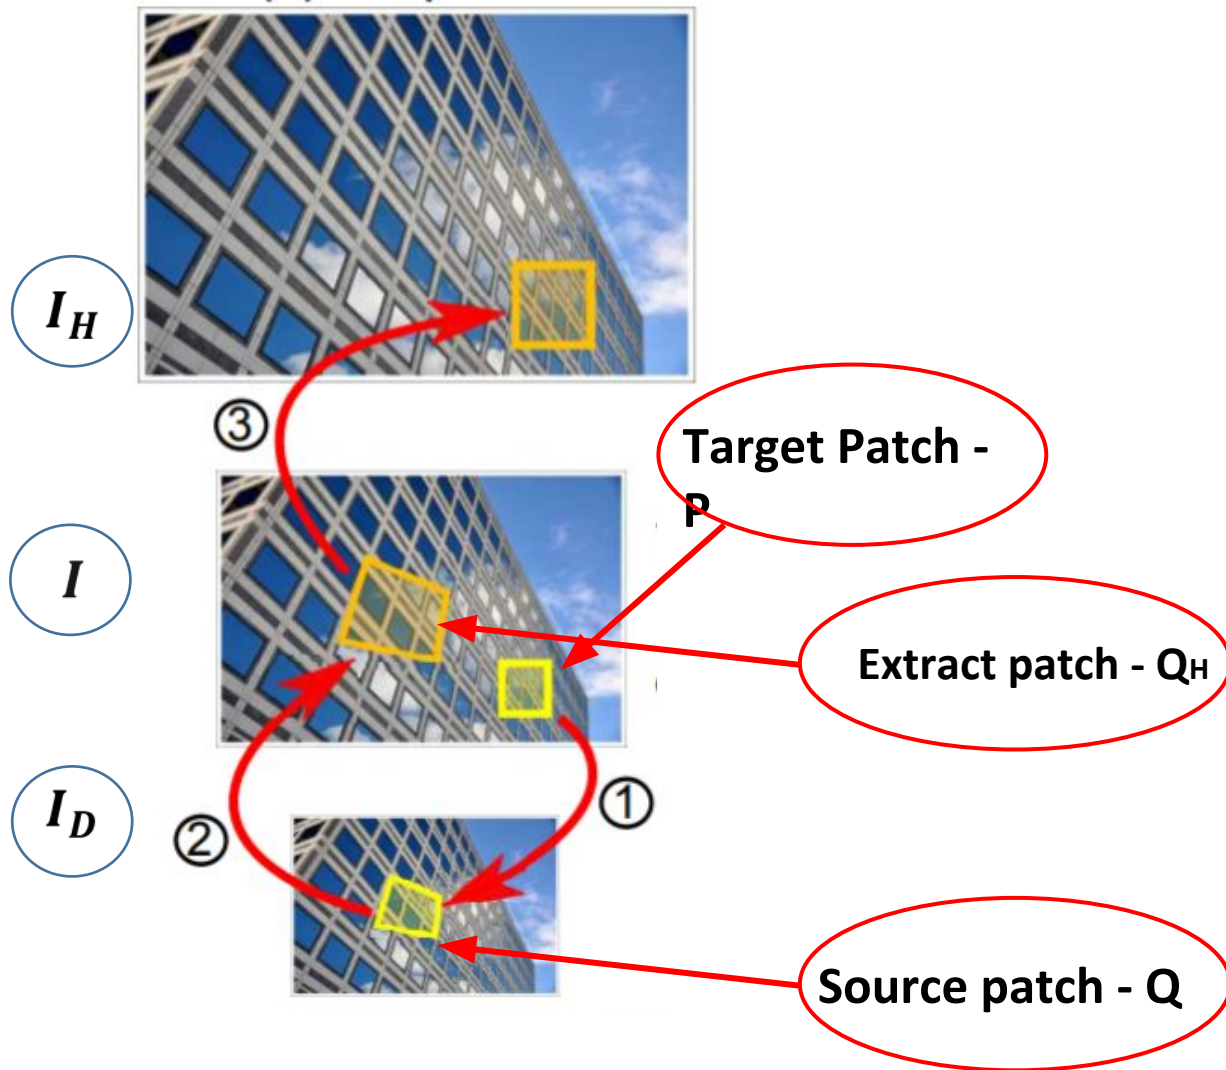 I_H
③
Target Patch -
P
I
Extract patch - Q_H
①
I_D
②
Source patch - Q